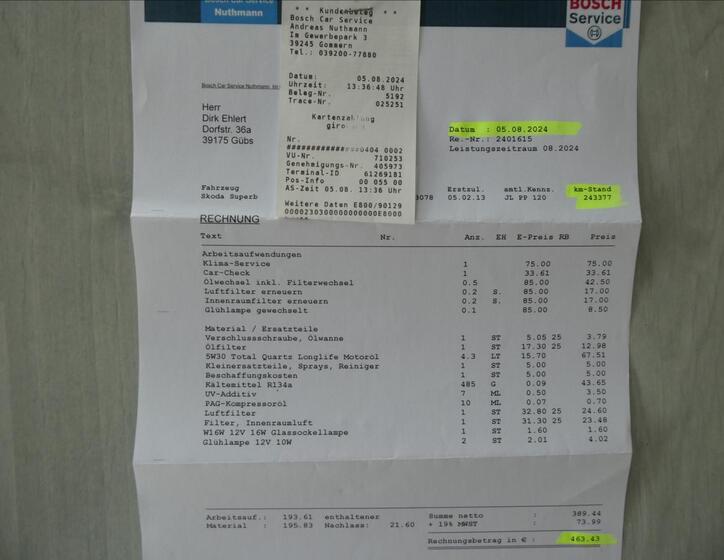 Bosch Car Service
Nuthmann
BOSCH
Service
* * Kundenbeleg * *
Bosch Car Service
Andreas Nuthmann
Im Gewerbepark 3
39245 Gommern
Tel.: 039200-77880
Datum: 05.08.2024
Uhrzeit: 13:36:48 Uhr
Beleg-Nr. 5192
Trace-Nr. 025251
Kartenzahlung
Nr.
################0404 0002
VU-Nr. 710253
Genehmigungs-Nr. 405973
Terminal-ID 61269181
Pos-Info 00 055 00
AS-Zeit 05.08. 13:36 Uhr
Weitere Daten E800/90129
Bosch Car Service Nuthmann
Herr
Dirk Ehlert
Dorfstr. 36a
39175 Gübs
Datum : 05.08.2024
Re.-Nr.: 2401615
Leistungszeitraum 08.2024
Fahrzeug Erstzul. amtl.Kennz. km-Stand
Skoda Superb 3078 05.02.13 JL PP 120 243377
RECHNUNG
Text Nr. Anz. EH E-Preis RB Preis
Arbeitsaufwendungen
Klima-Service 1 75.00 75.00
Car-Check 1 33.61 33.61
Ölwechsel inkl. Filterwechsel 0.5 85.00 42.50
Luftfilter erneuern 0.2 S. 85.00 17.00
Innenraumfilter erneuern 0.2 S. 85.00 17.00
Glühlampe gewechselt 0.1 85.00 8.50
Material / Ersatzteile
Verschlussschraube, Ölwanne 1 ST 5.05 25 3.79
Ölfilter 1 ST 17.30 25 12.98
5W30 Total Quartz Longlife Motoröl 4.3 LT 15.70 67.51
Kleinersatzteile, Sprays, Reiniger 1 ST 5.00 5.00
Beschaffungskosten 1 ST 5.00 5.00
Kältemittel R134a 485 G 0.09 43.65
UV-Additiv 7 ML 0.50 3.50
PAG-Kompressoröl 10 ML 0.07 0.70
Luftfilter 1 ST 32.80 25 24.60
Filter, Innenraumluft 1 ST 31.30 25 23.48
W16W 12V 16W Glassockellampe 1 ST 1.60 1.60
Glühlampe 12V 10W 2 ST 2.01 4.02
Arbeitsauf.: 193.61 enthaltener Summe netto : 389.44
Material : 195.83 Nachlass: 21.60 + 19% MWST : 73.99
Rechnungsbetrag in € : 463.43